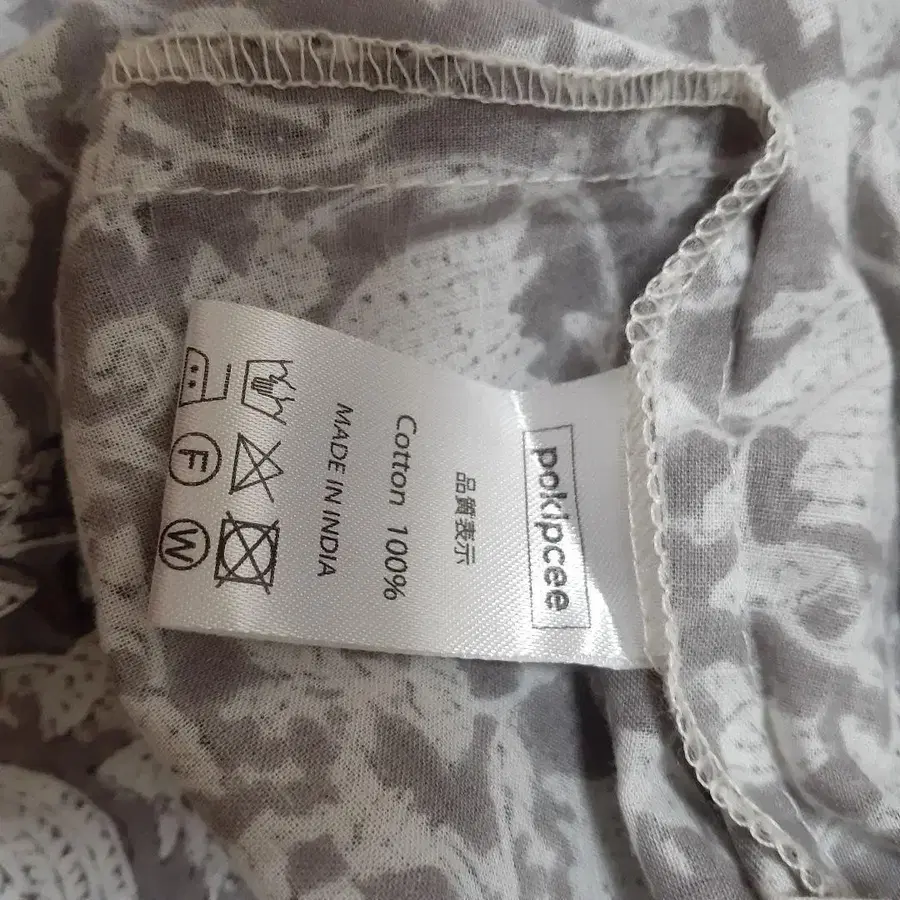 pokipcee
品質表示
Cotton 100%
MADE IN INDIA
F
W